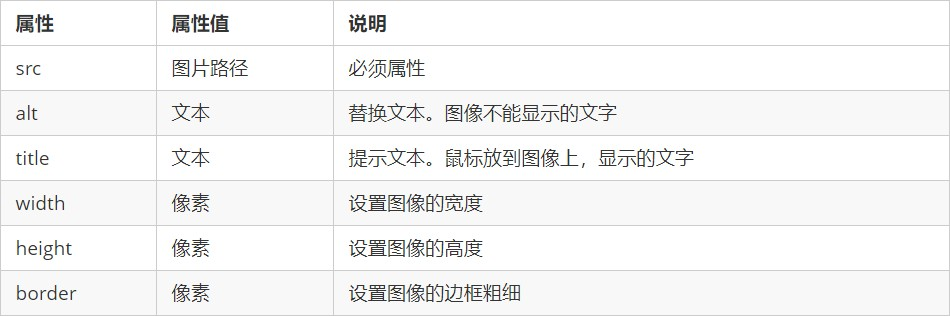 属性 属性值 说明
src 图片路径 必须属性
alt 文本 替换文本。图像不能显示的文字
title 文本 提示文本。鼠标放到图像上，显示的文字
width 像素 设置图像的宽度
height 像素 设置图像的高度
border 像素 设置图像的边框粗细